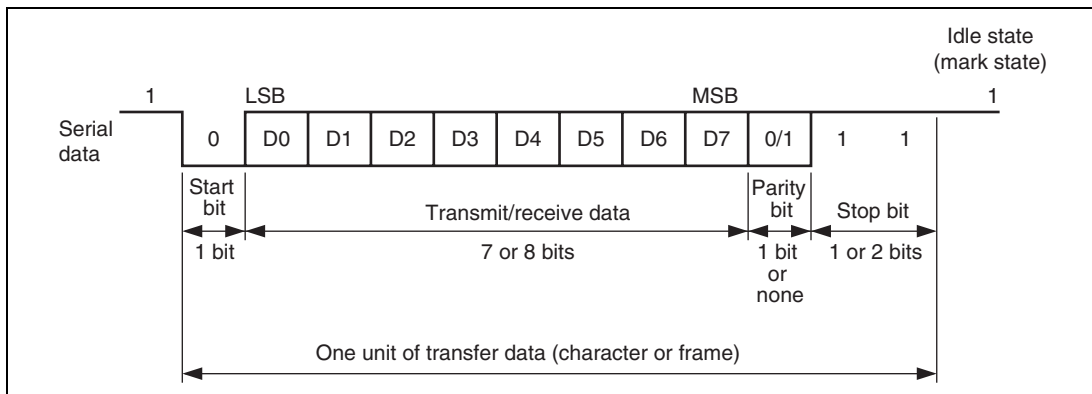 Idle state
(mark state)
1 LSB MSB 1
Serial
data
0 D0 D1 D2 D3 D4 D5 D6 D7 0/1 1 1
Start
bit
Transmit/receive data
Parity
bit
Stop bit
1 bit
7 or 8 bits
1 bit
or
none
1 or 2 bits
One unit of transfer data (character or frame)